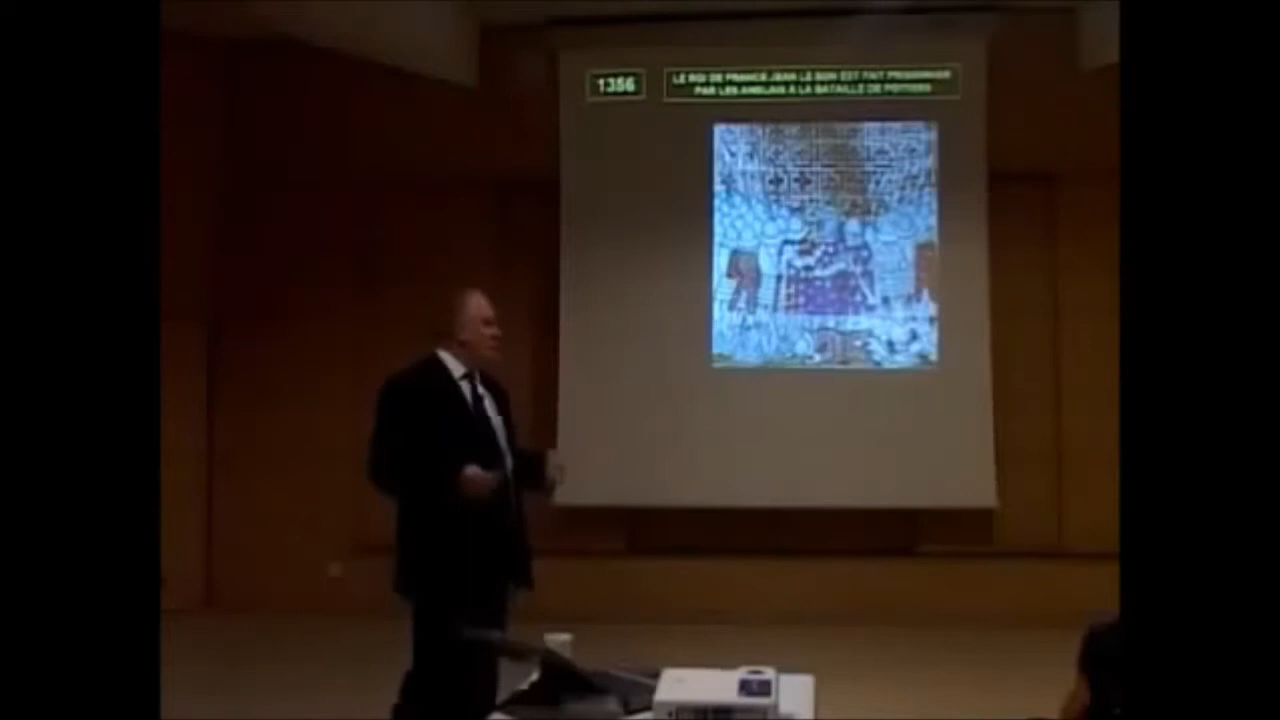 1356
LE ROI DE FRANCE JEAN LE BON EST FAIT PRISONNIER
PAR LES ANGLAIS A LA BATAILLE DE POITIERS